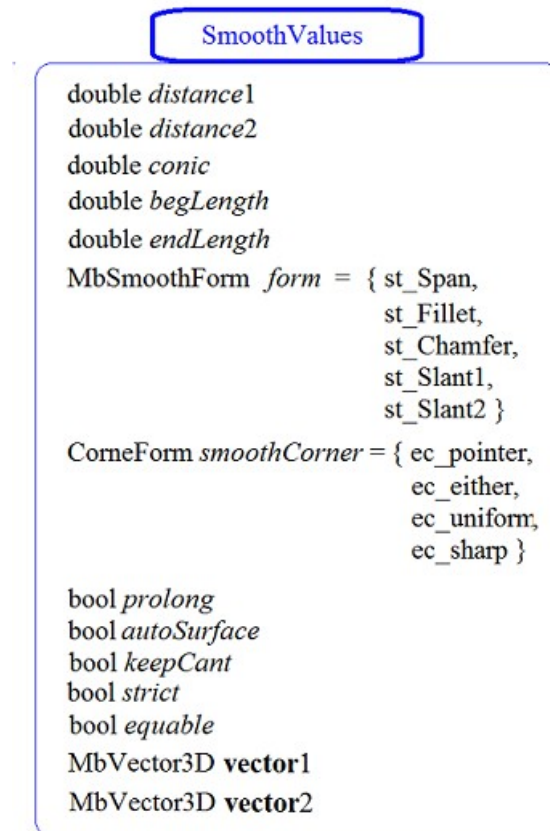 SmoothValues
double distance1
double distance2
double conic
double begLength
double endLength
MbSmoothForm form = { st_Span,
st_Fillet,
st_Chamfer,
st_Slant1,
st_Slant2 }
CorneForm smoothCorner = { ec_pointer,
ec_either,
ec_uniform,
ec_sharp }
bool prolong
bool autoSurface
bool keepCant
bool strict
bool equable
MbVector3D vector1
MbVector3D vector2